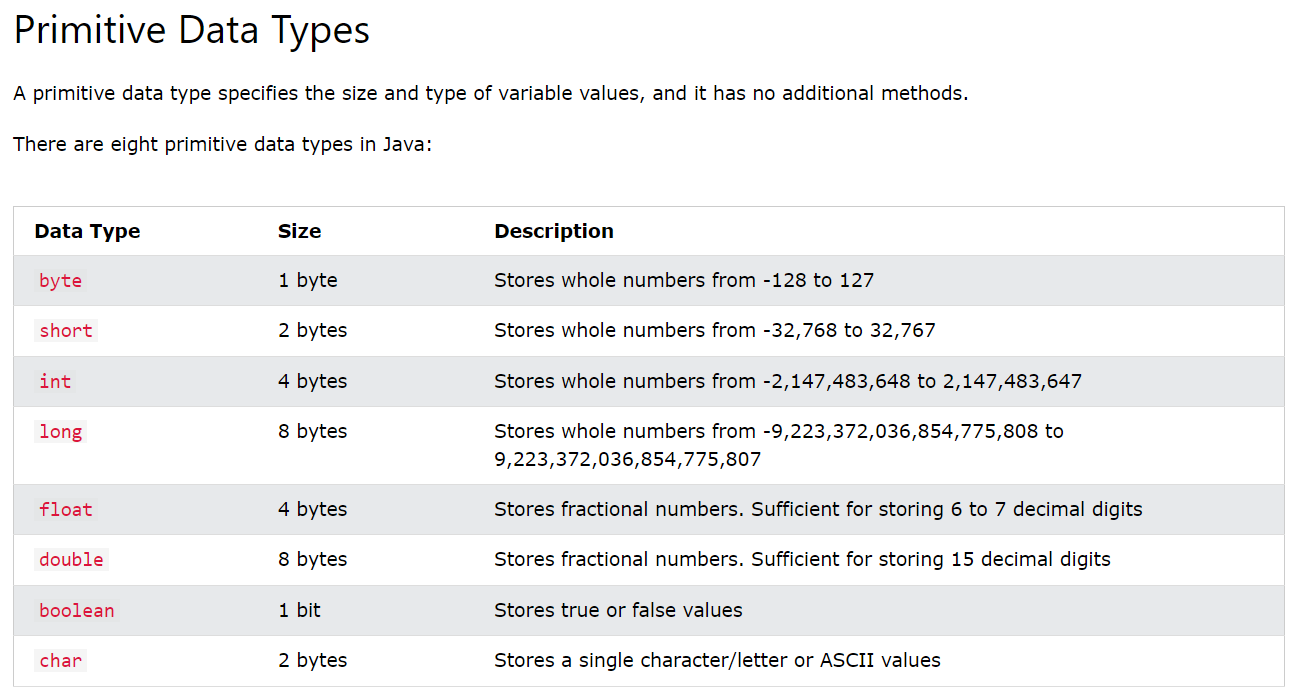 Primitive Data Types
A primitive data type specifies the size and type of variable values, and it has no additional methods.
There are eight primitive data types in Java:
Data Type Size Description
byte 1 byte Stores whole numbers from -128 to 127
short 2 bytes Stores whole numbers from -32,768 to 32,767
int 4 bytes Stores whole numbers from -2,147,483,648 to 2,147,483,647
long 8 bytes Stores whole numbers from -9,223,372,036,854,775,808 to
9,223,372,036,854,775,807
float 4 bytes Stores fractional numbers. Sufficient for storing 6 to 7 decimal digits
double 8 bytes Stores fractional numbers. Sufficient for storing 15 decimal digits
boolean 1 bit Stores true or false values
char 2 bytes Stores a single character/letter or ASCII values